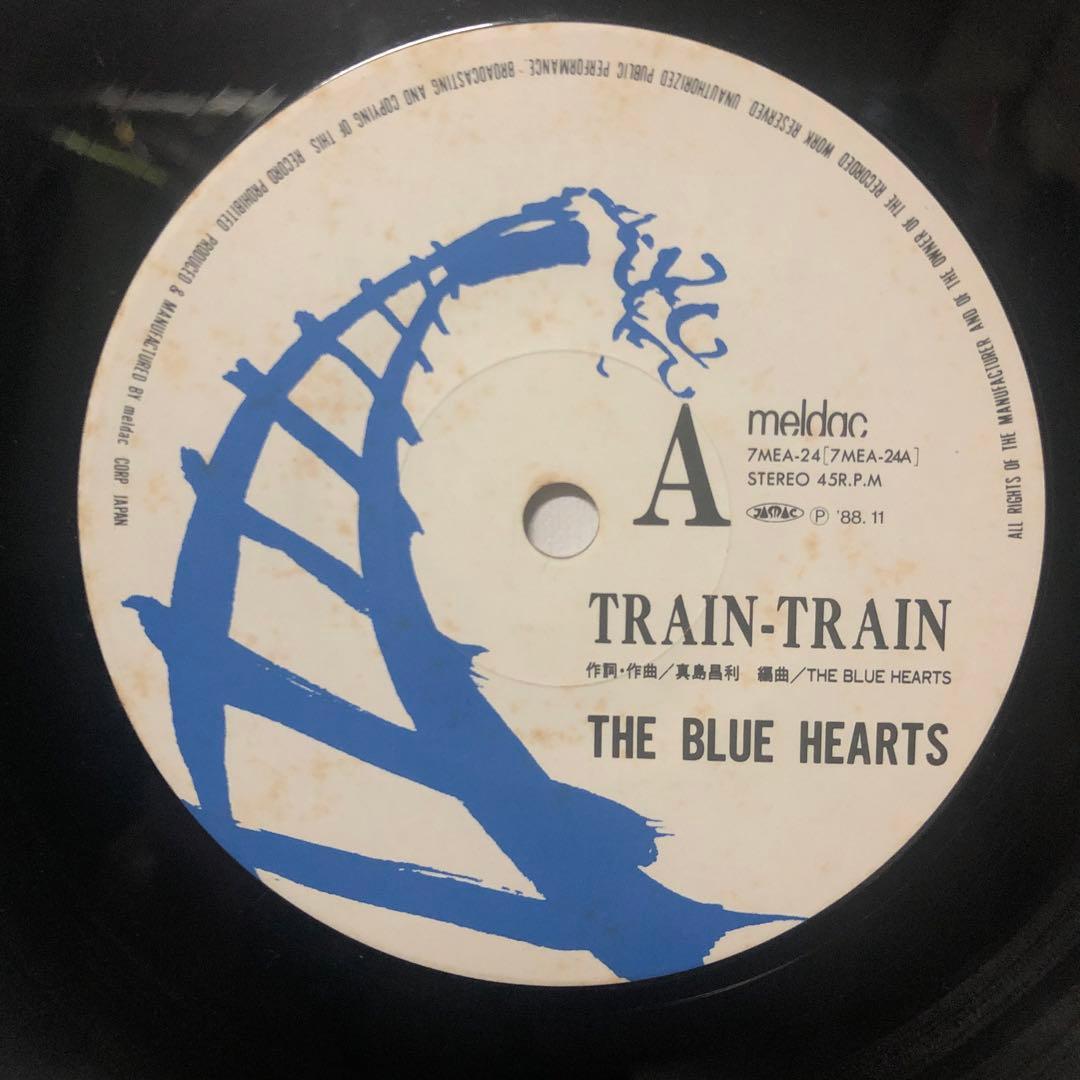 ALL RIGHTS OF THE MANUFACTURER AND OF THE OWNER OF THE RECORDED WORK RESERVED. UNAUTHORIZED PUBLIC PERFORMANCE. BROADCASTING AND COPYING OF THIS RECORD PROHIBITED PRODUCED & MANUFACTURED BY meldac CORP JAPAN
A
meldac
7MEA-24[7MEA-24A]
STEREO 45R.P.M
JASRAC Ⓟ '88.11
TRAIN-TRAIN
作詞・作曲/真島昌利 編曲/THE BLUE HEARTS
THE BLUE HEARTS